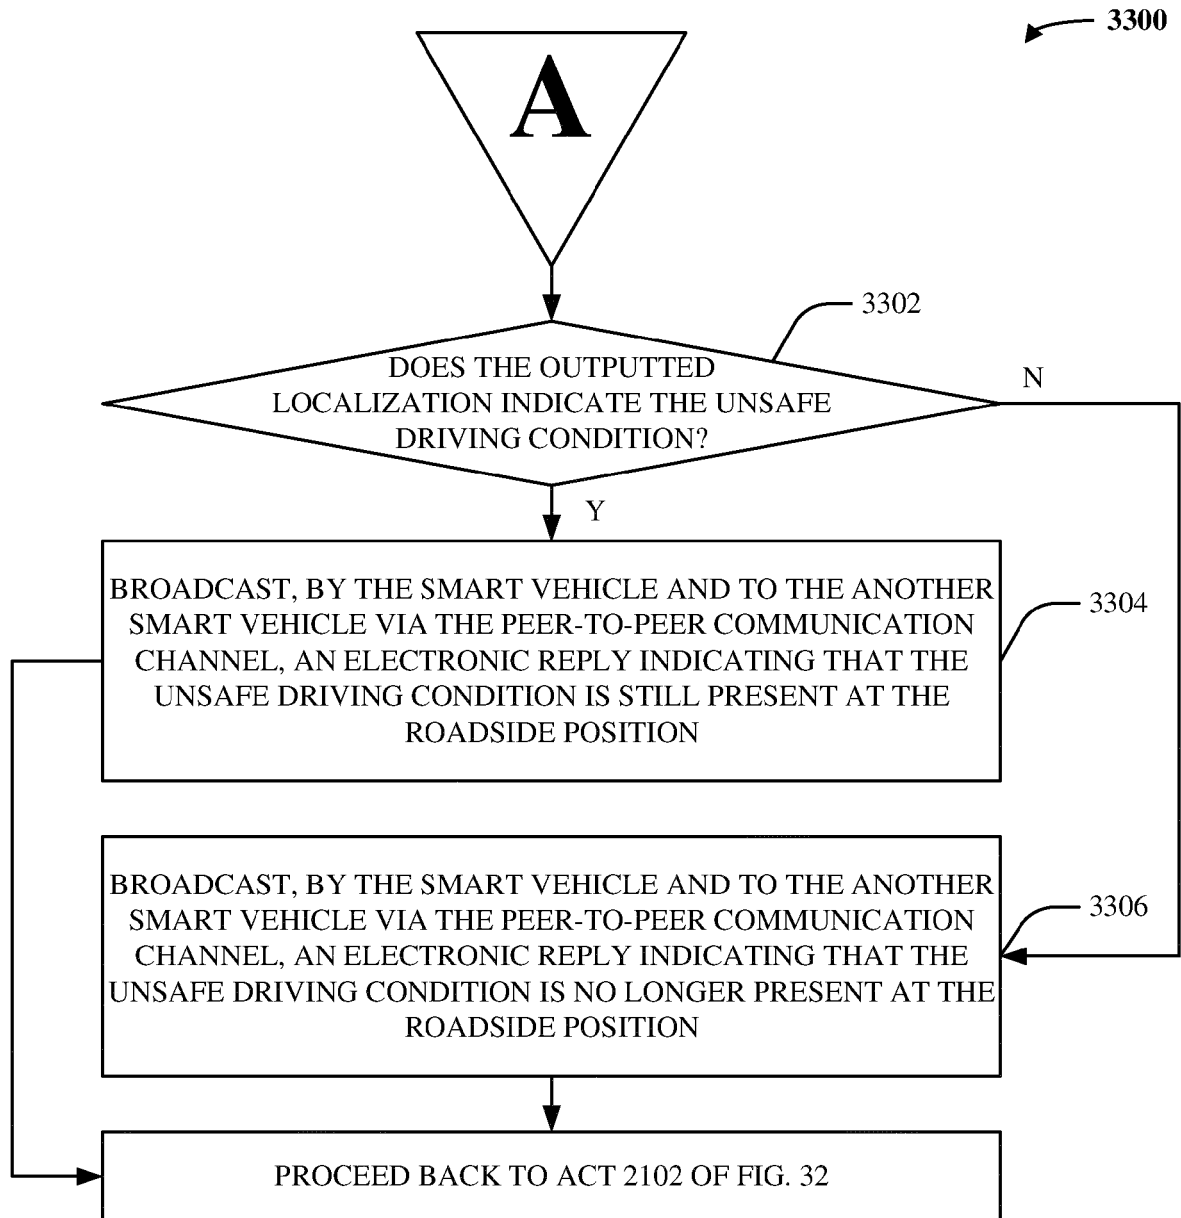 3300
A
3302
DOES THE OUTPUTTED
LOCALIZATION INDICATE THE UNSAFE
DRIVING CONDITION?
N
Y
BROADCAST, BY THE SMART VEHICLE AND TO THE ANOTHER
SMART VEHICLE VIA THE PEER-TO-PEER COMMUNICATION
CHANNEL, AN ELECTRONIC REPLY INDICATING THAT THE
UNSAFE DRIVING CONDITION IS STILL PRESENT AT THE
ROADSIDE POSITION
3304
BROADCAST, BY THE SMART VEHICLE AND TO THE ANOTHER
SMART VEHICLE VIA THE PEER-TO-PEER COMMUNICATION
CHANNEL, AN ELECTRONIC REPLY INDICATING THAT THE
UNSAFE DRIVING CONDITION IS NO LONGER PRESENT AT THE
ROADSIDE POSITION
3306
PROCEED BACK TO ACT 2102 OF FIG. 32